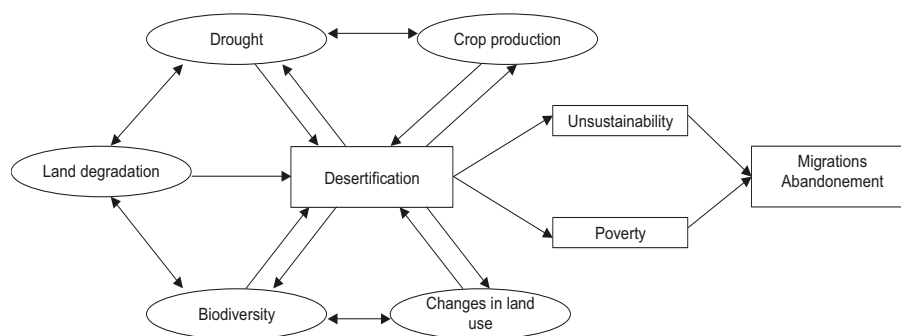 Drought
Crop production
Unsustainability
Land degradation
Desertification
Migrations
Abandonement
Poverty
Biodiversity
Changes in land
use